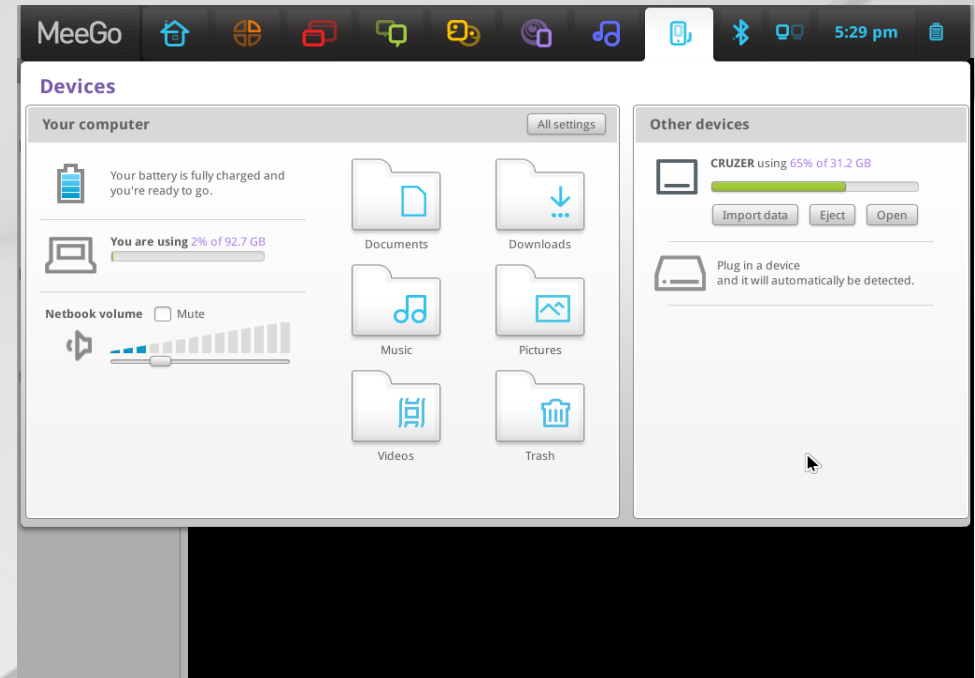 MeeGo
5:29 pm
Devices
Your computer
All settings
Your battery is fully charged and
you're ready to go.
You are using 2% of 92.7 GB
Netbook volume
Mute
Documents
Downloads
Music
Pictures
Videos
Trash
Other devices
CRUZER using 65% of 31.2 GB
Import data
Eject
Open
Plug in a device
and it will automatically be detected.